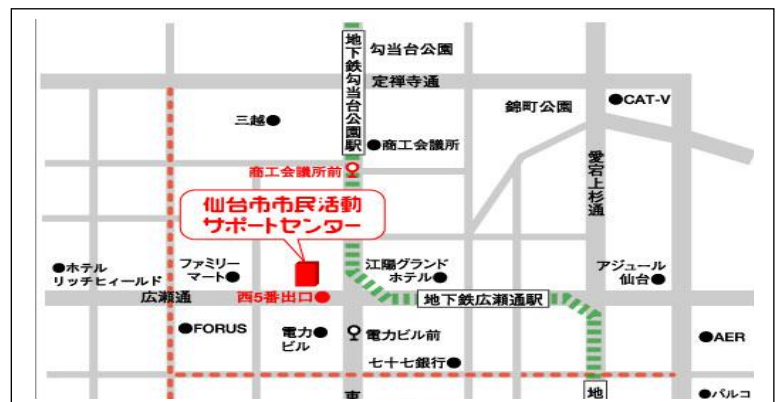 勾当台公園
地下鉄勾当台公園駅
定禅寺通
錦町公園
●CAT-V
三越●
●商工会議所
商工会議所前
愛宕上杉通
仙台市市民活動
サポートセンター
●ホテル
リッチヒィールド
ファミリー
マート●
江陽グランド
ホテル●
アジュール
仙台●
広瀬通
西5番出口●
地下鉄広瀬通駅
●FORUS
電力●
ビル
電力ビル前
●AER
七十七銀行●
東
地
●パルコ